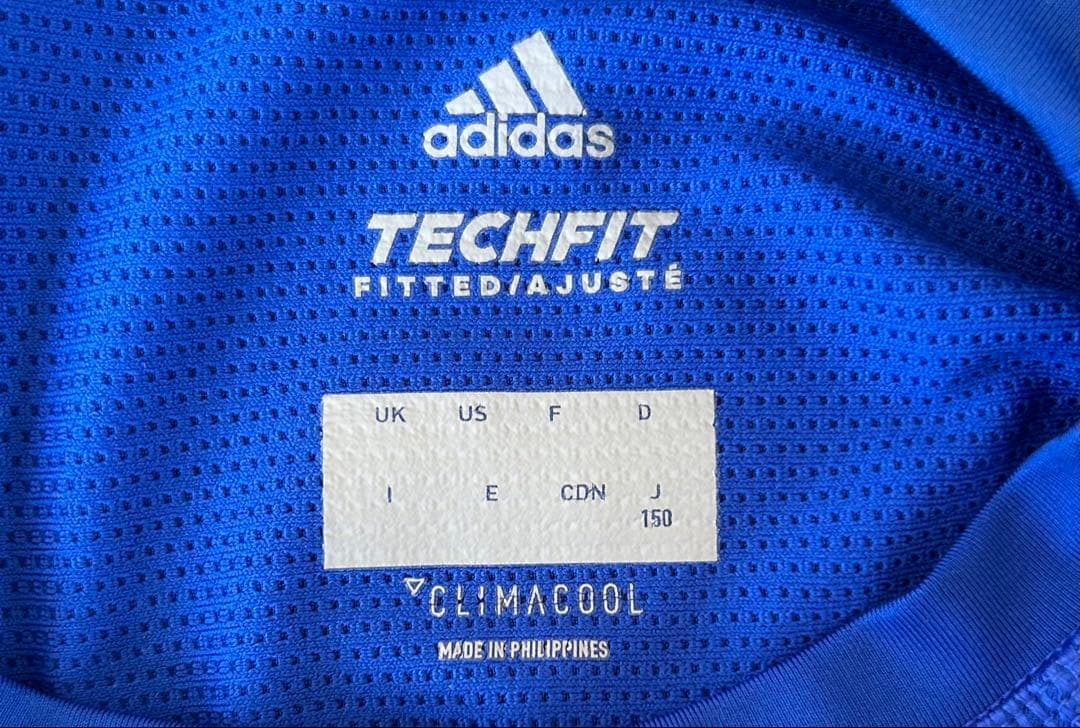 adidas
TECHFIT
FITTED/AJUSTÉ
UK US F D
I E CDN J
150
CLIMACOOL
MADE IN PHILIPPINES